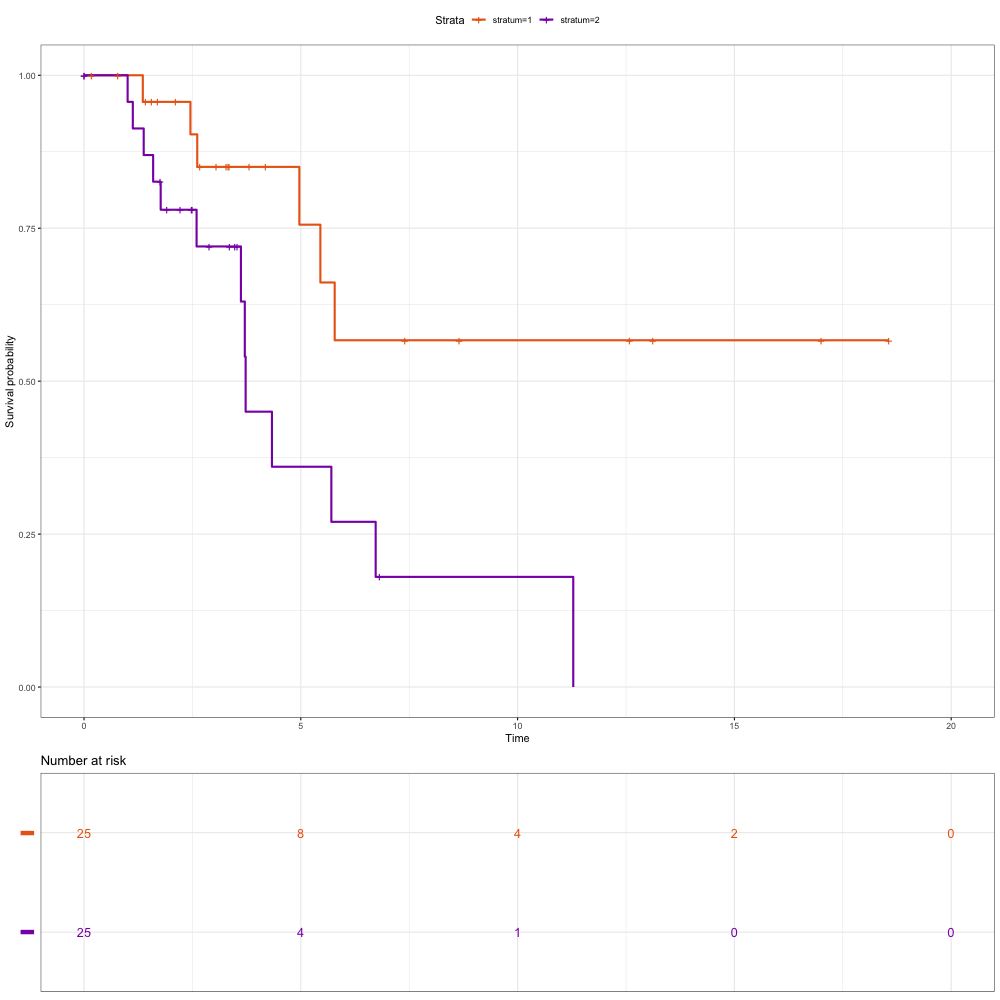 Strata stratum=1 stratum=2
1.00
0.75
0.50
0.25
0.00
Survival probability
0 5 10 15 20
Time
Number at risk
25 8 4 2 0
25 4 1 0 0